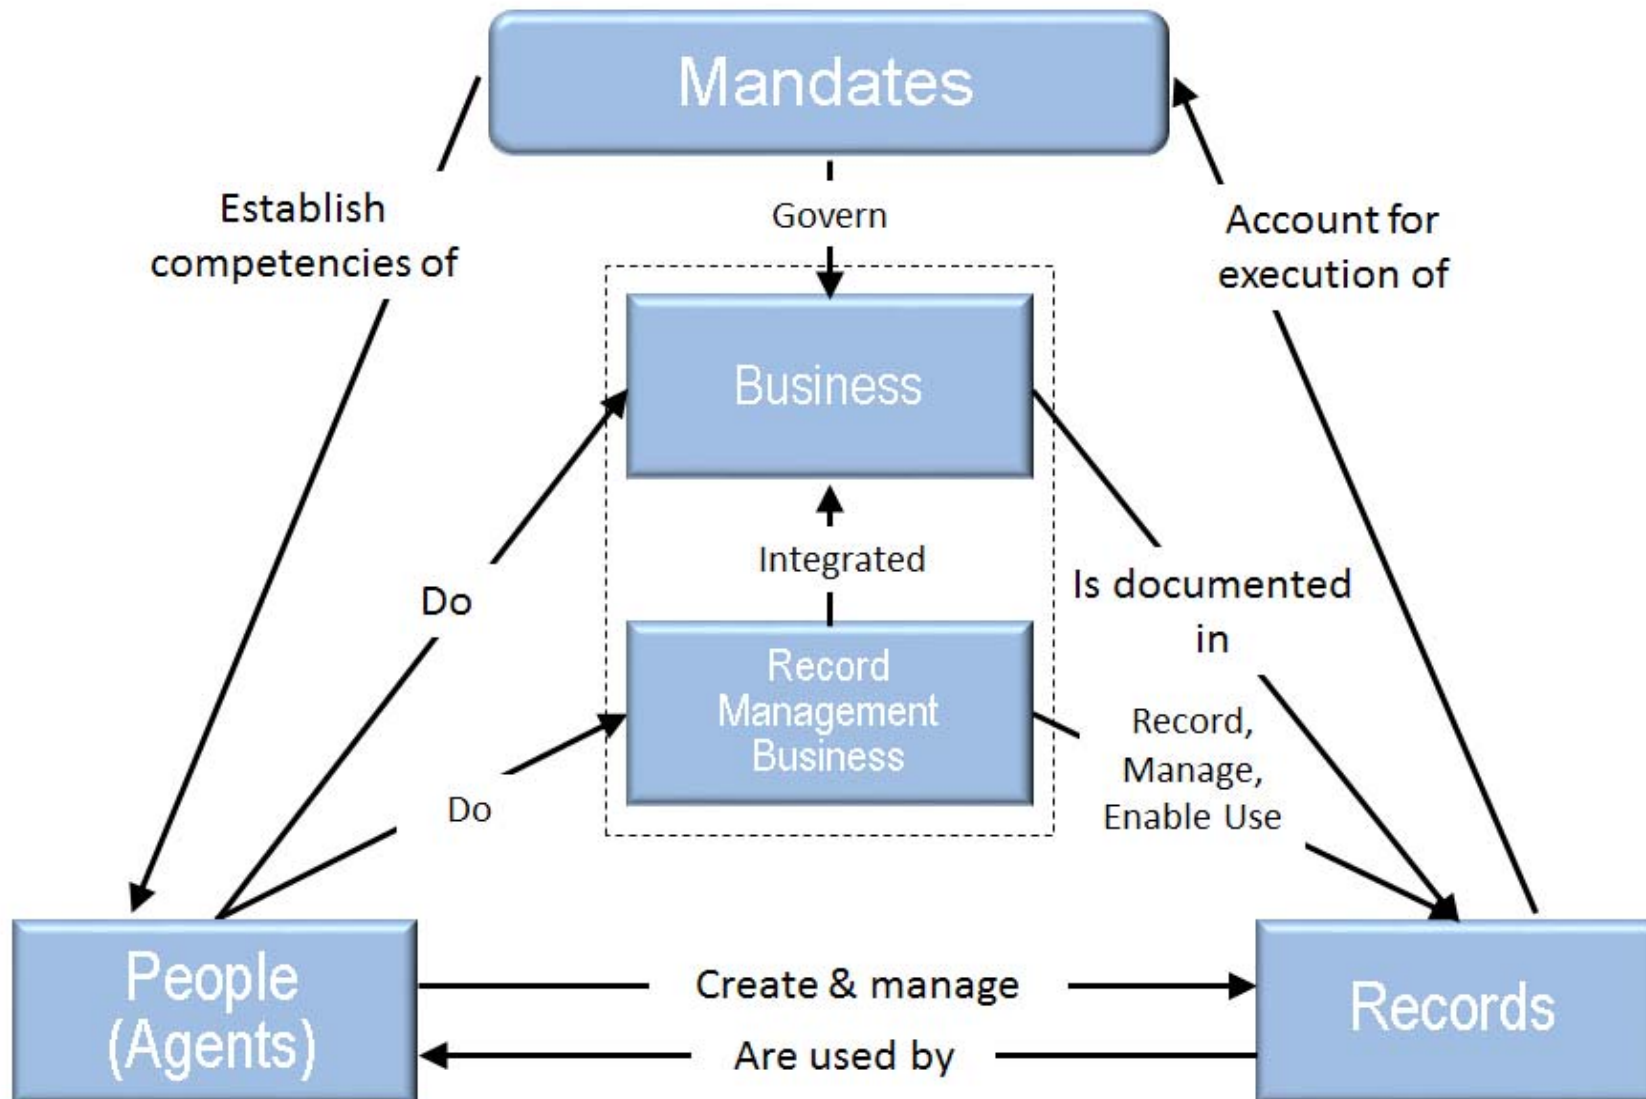 Mandates
Establish
competencies of
Govern
Account for
execution of
Business
Integrated
Do
Is documented
in
Record
Management
Business
Record,
Manage,
Enable Use
Do
People
(Agents)
Create & manage
Are used by
Records